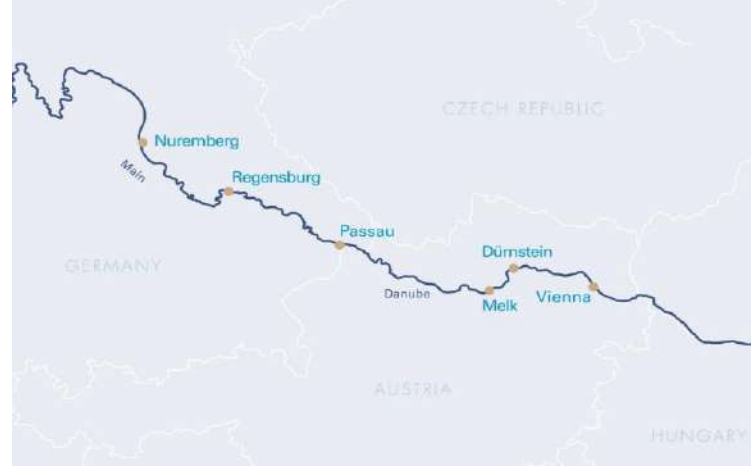 CZECH REPUBLIC
Nuremberg
Main
Regensburg
Passau
Dürnstein
GERMANY
Danube
Melk
Vienna
AUSTRIA
HUNGARY